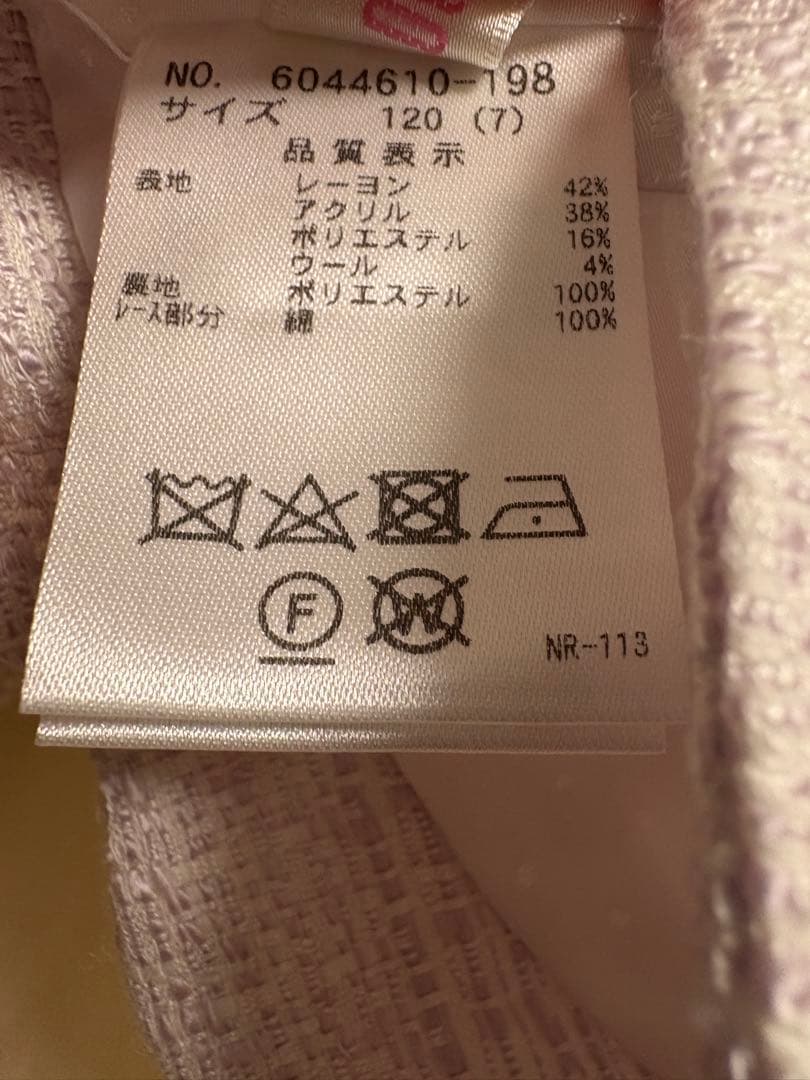 NO. 6044610-198
サイズ 120 (7)
品質表示
表地 レーヨン 42%
アクリル 38%
ポリエステル 16%
ウール 4%
裏地 ポリエステル 100%
レース部分 綿 100%
F
W
NR-113